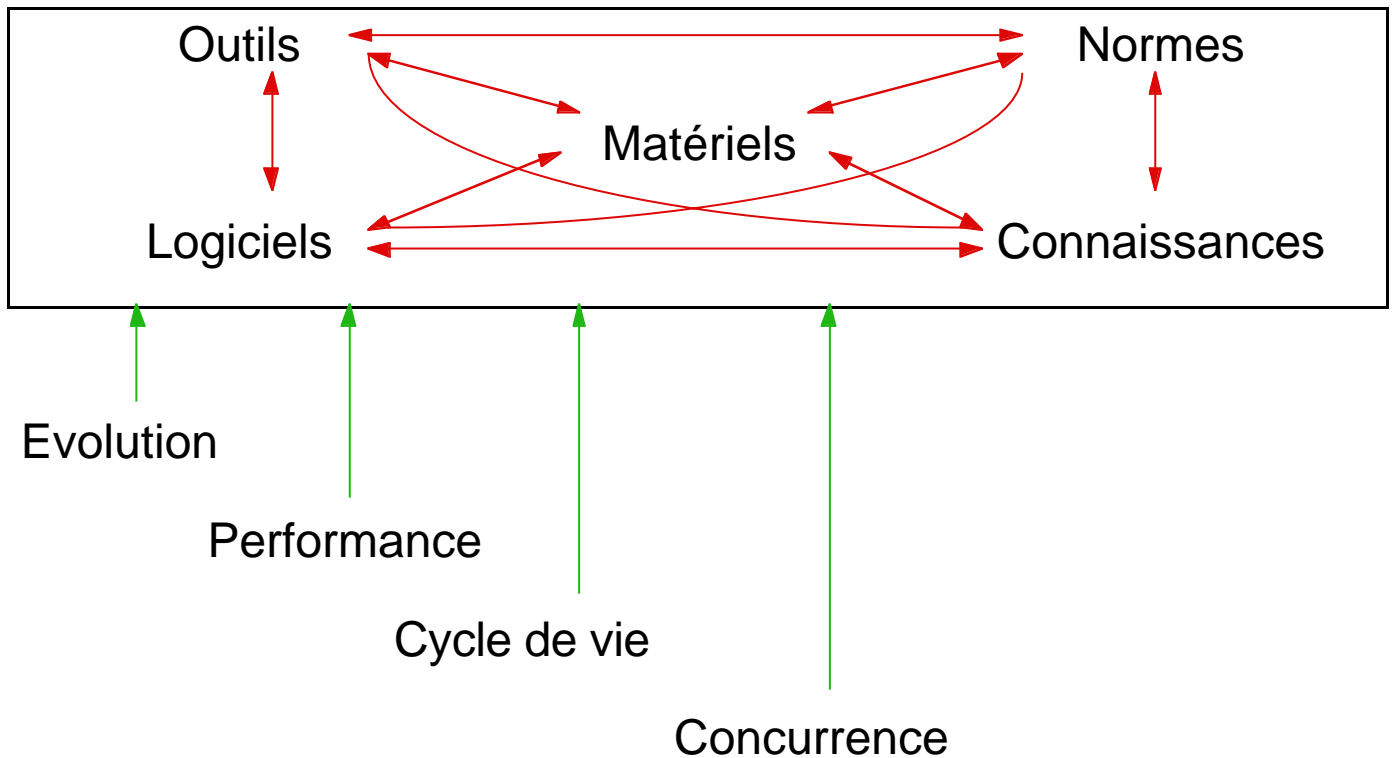 Outils
Normes
Matériels
Logiciels
Connaissances
Evolution
Performance
Cycle de vie
Concurrence